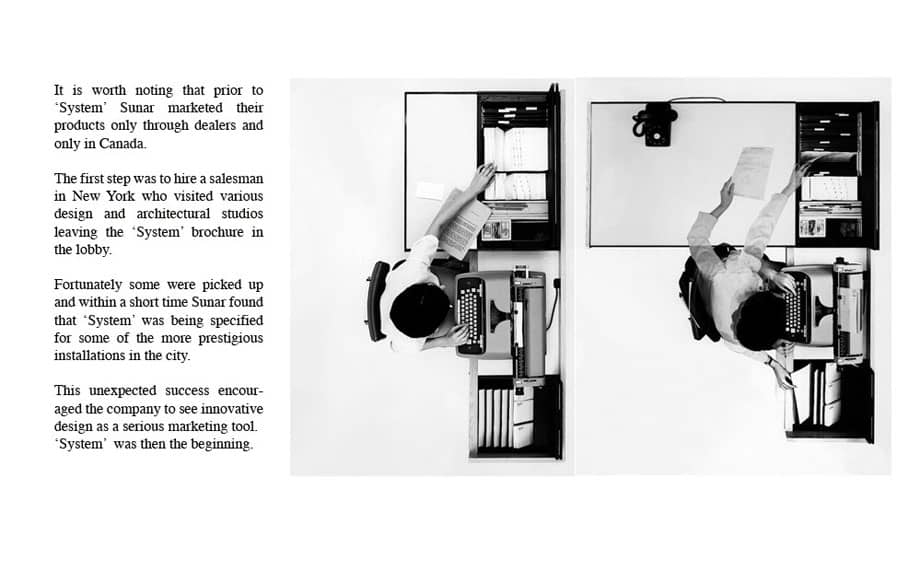 It is worth noting that prior to
‘System’ Sunar marketed their
products only through dealers and
only in Canada.
The first step was to hire a salesman
in New York who visited various
design and architectural studios
leaving the ‘System’ brochure in
the lobby.
Fortunately some were picked up
and within a short time Sunar found
that ‘System’ was being specified
for some of the more prestigious
installations in the city.
This unexpected success encour-
aged the company to see innovative
design as a serious marketing tool.
‘System’ was then the beginning.